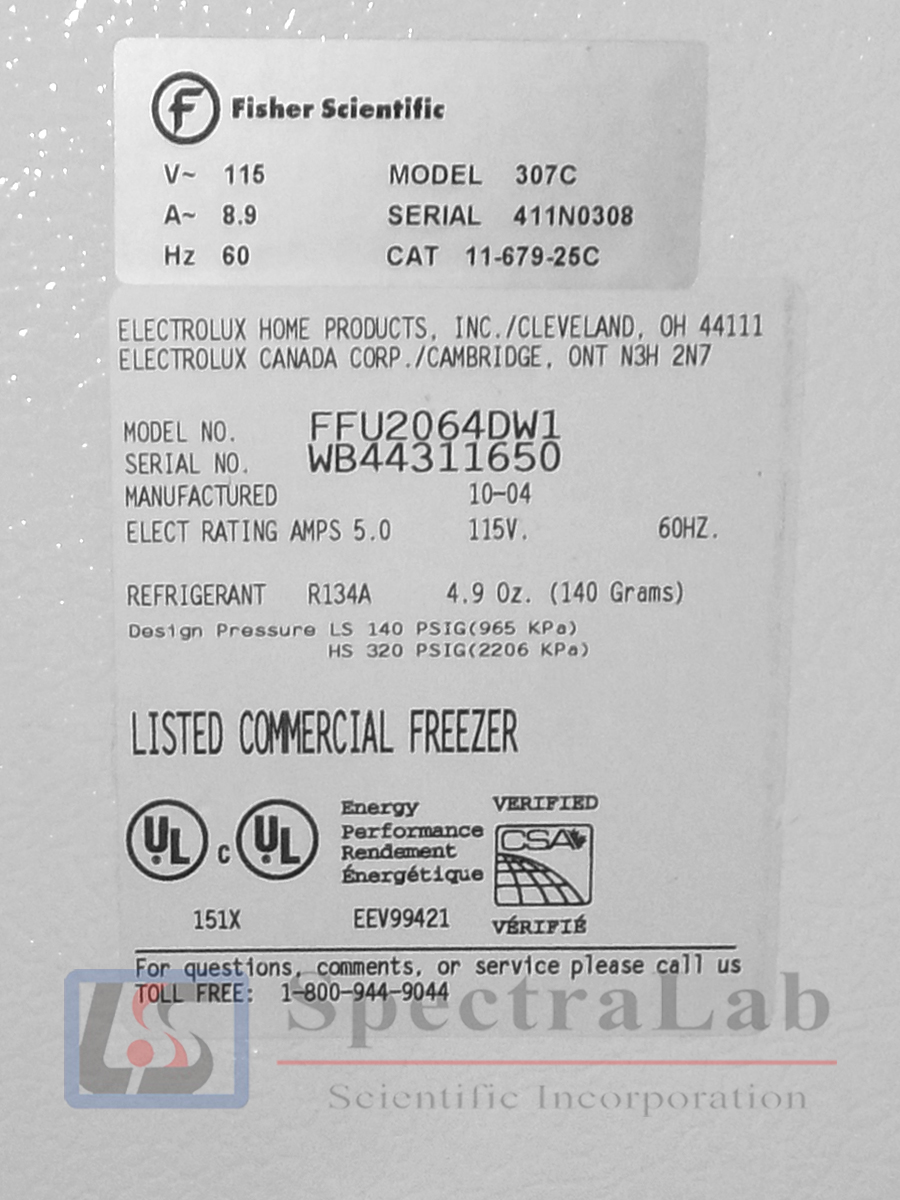 Fisher Scientific
V~ 115 MODEL 307C
A~ 8.9 SERIAL 411N0308
Hz 60 CAT 11-679-25C
ELECTROLUX HOME PRODUCTS, INC./CLEVELAND, OH 44111
ELECTROLUX CANADA CORP./CAMBRIDGE, ONT N3H 2N7
MODEL NO. FFU2064DW1
SERIAL NO. WB44311650
MANUFACTURED 10-04
ELECT RATING AMPS 5.0 115V. 60HZ.
REFRIGERANT R134A 4.9 Oz. (140 Grams)
Design Pressure LS 140 PSIG(965 KPa)
HS 320 PSIG(2206 KPa)
LISTED COMMERCIAL FREEZER
UL c UL
Energy
Performance
Rendement
Énergétique
VERIFIED
CSA
VÉRIFIÉ
151X EEV99421
For questions, comments, or service please call us
TOLL FREE: 1-800-944-9044
LS SpectraLab
Scientific Incorporation